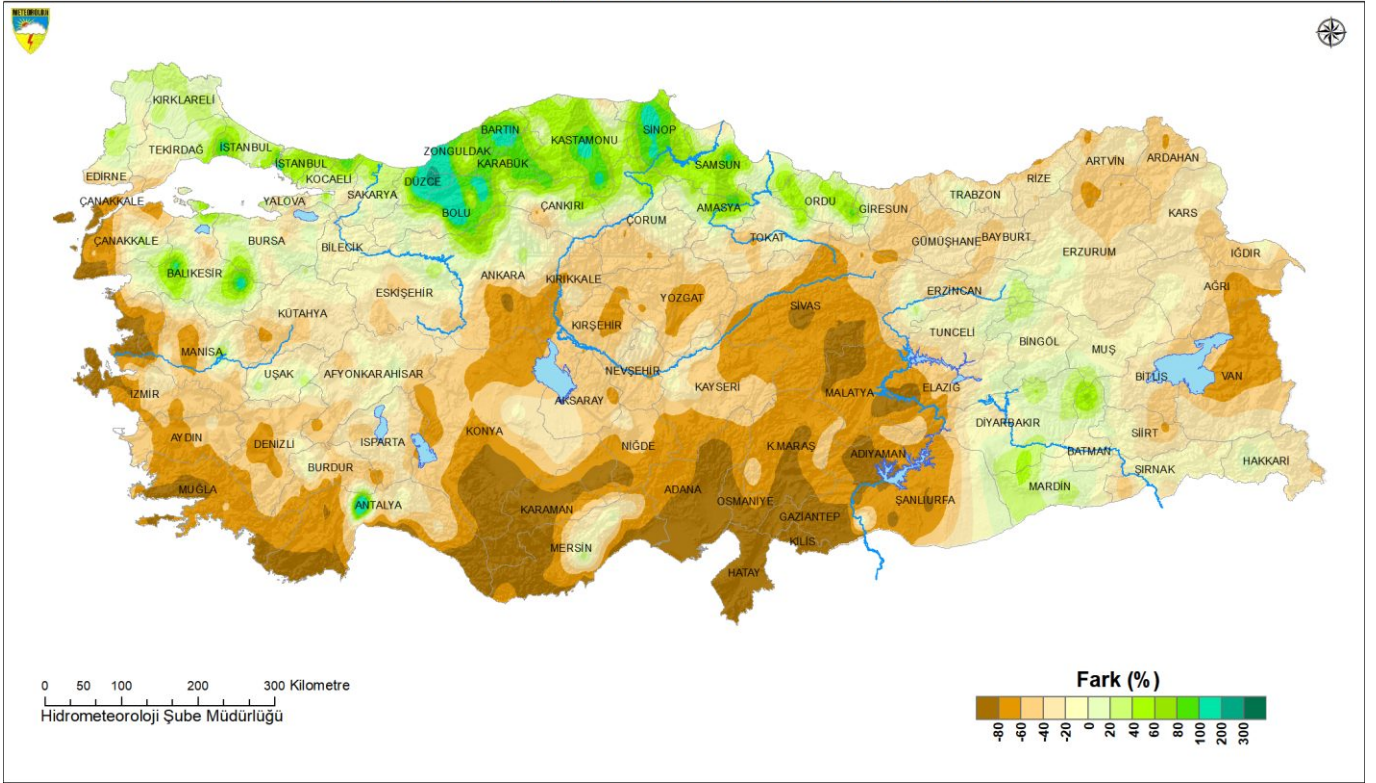 METEOROLOJİ
KIRKLARELİ
TEKİRDAĞ
İSTANBUL
İSTANBUL
KOCAELİ
EDİRNE
ÇANAKKALE
YALOVA
SAKARYA
DÜZCE
ZONGULDAK
BARTIN
KARABÜK
KASTAMONU
SİNOP
SAMSUN
BOLU
ÇANKIRI
AMASYA
ORDU
GİRESUN
TRABZON
RİZE
ARTVİN
ARDAHAN
KARS
ÇANAKKALE
BURSA
BİLECİK
ÇORUM
TOKAT
GÜMÜŞHANE
BAYBURT
ERZURUM
IĞDIR
BALIKESİR
ESKİŞEHİR
ANKARA
KIRIKKALE
YOZGAT
SİVAS
ERZİNCAN
AĞRI
KÜTAHYA
KIRŞEHİR
TUNCELİ
BİNGÖL
MUŞ
MANİSA
UŞAK
AFYONKARAHİSAR
NEVŞEHİR
KAYSERİ
MALATYA
ELAZIĞ
BİTLİS
VAN
İZMİR
AKSARAY
DİYARBAKIR
SİİRT
AYDIN
DENİZLİ
ISPARTA
KONYA
NİĞDE
K.MARAŞ
ADIYAMAN
BATMAN
ŞIRNAK
HAKKARİ
BURDUR
MUĞLA
ANTALYA
KARAMAN
ADANA
OSMANİYE
GAZİANTEP
ŞANLIURFA
MARDİN
MERSİN
KİLİS
HATAY
0 50 100 200 300 Kilometre
Hidrometeoroloji Şube Müdürlüğü
Fark (%)
-80 -60 -40 -20 0 20 40 60 80 100 200 300